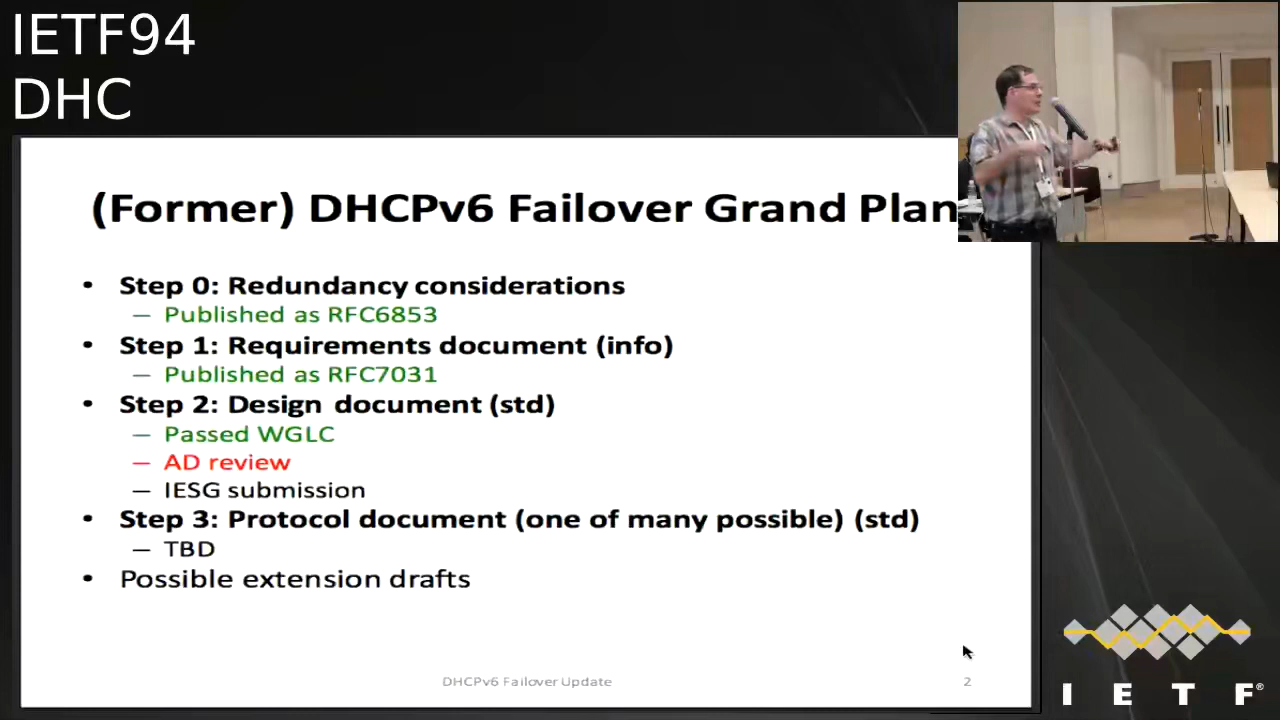 IETF94
DHC
(Former) DHCPv6 Failover Grand Plan
• Step 0: Redundancy considerations
— Published as RFC6853
• Step 1: Requirements document (info)
— Published as RFC7031
• Step 2: Design document (std)
— Passed WGLC
— AD review
— IESG submission
• Step 3: Protocol document (one of many possible) (std)
— TBD
• Possible extension drafts
DHCPv6 Failover Update
2
I E T F®